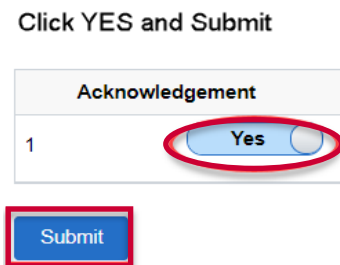 Click YES and Submit
Acknowledgement
1 Yes
Submit